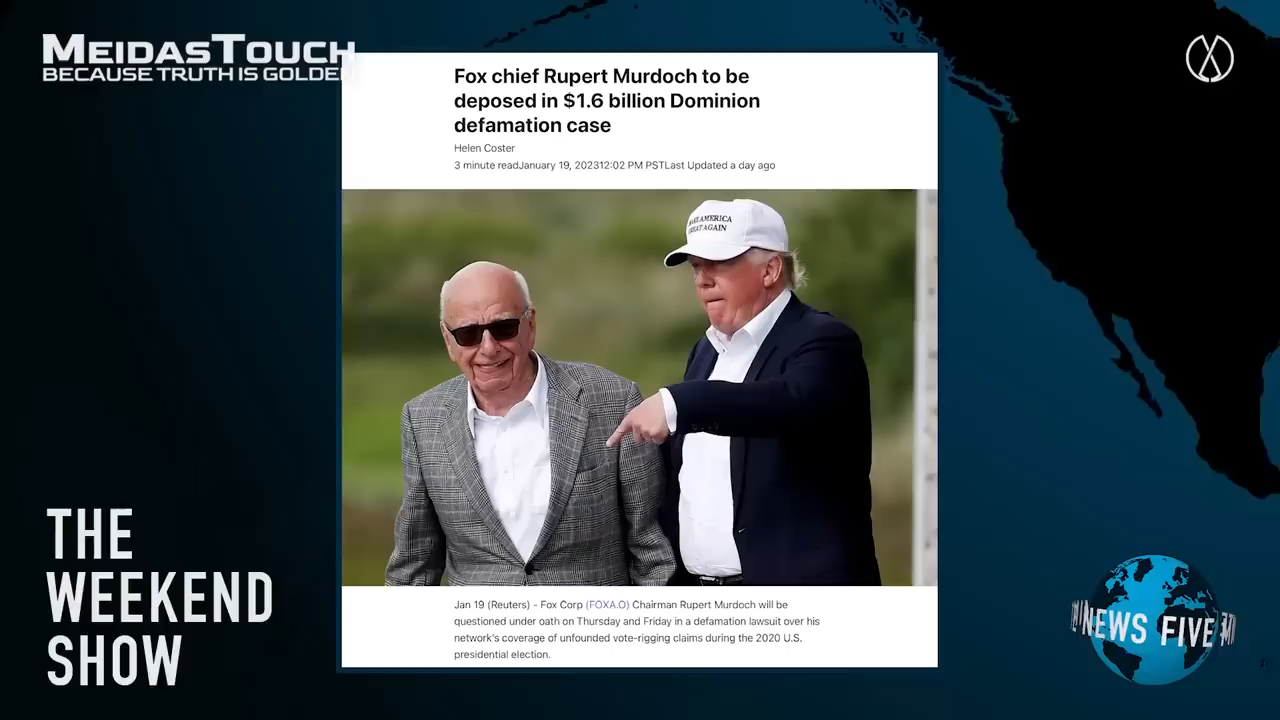 MEIDASTOUCH
BECAUSE TRUTH IS GOLDE
Fox chief Rupert Murdoch to be
deposed in $1.6 billion Dominion
defamation case
Helen Coster
3 minute readJanuary 19, 202312:02 PM PSTLast Updated a day ago
MAKE AMERICA
GREAT AGAIN
Jan 19 (Reuters) - Fox Corp (FOXA.O) Chairman Rupert Murdoch will be
questioned under oath on Thursday and Friday in a defamation lawsuit over his
network's coverage of unfounded vote-rigging claims during the 2020 U.S.
presidential election.
THE
WEEKEND
SHOW
NEWS FIVE